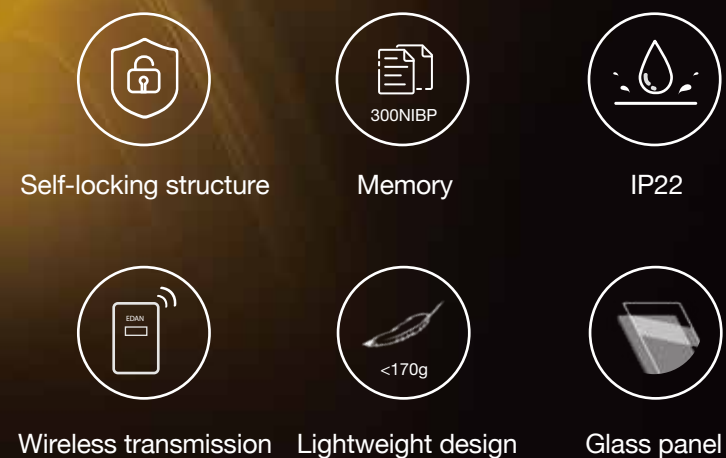 300NIBP
Self-locking structure Memory IP22
EDAN
<170g
Wireless transmission Lightweight design Glass panel